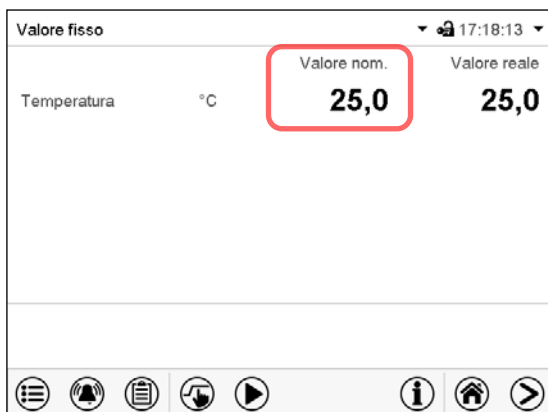 Valore fisso 17:18:13
Valore nom. Valore reale
Temperatura °C 25,0 25,0